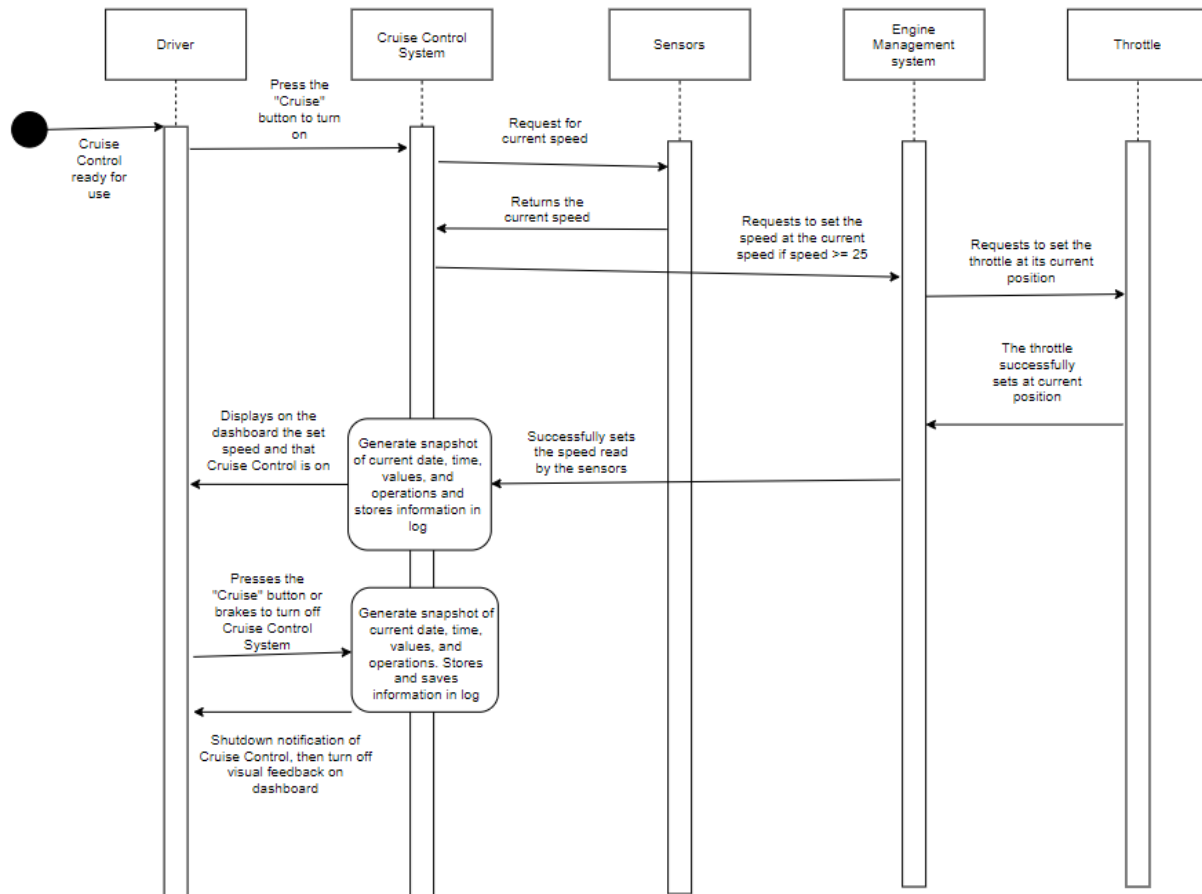 Driver
Cruise Control
System
Sensors
Engine
Management
system
Throttle
Press the
"Cruise"
button to turn
on
Cruise
Control
ready for
use
Request for
current speed
Returns the
current speed
Requests to set the
speed at the current
speed if speed >= 25
Requests to set the
throttle at its current
position
The throttle
successfully
sets at current
position
Displays on the
dashboard the set
speed and that
Cruise Control is on
Generate snapshot
of current date, time,
values, and
operations and
stores information in
log
Successfully sets
the speed read
by the sensors
Presses the
"Cruise" button or
brakes to turn off
Cruise Control
System
Generate snapshot of
current date, time,
values, and
operations. Stores
and saves
information in log
Shutdown notification of
Cruise Control, then turn off
visual feedback on
dashboard